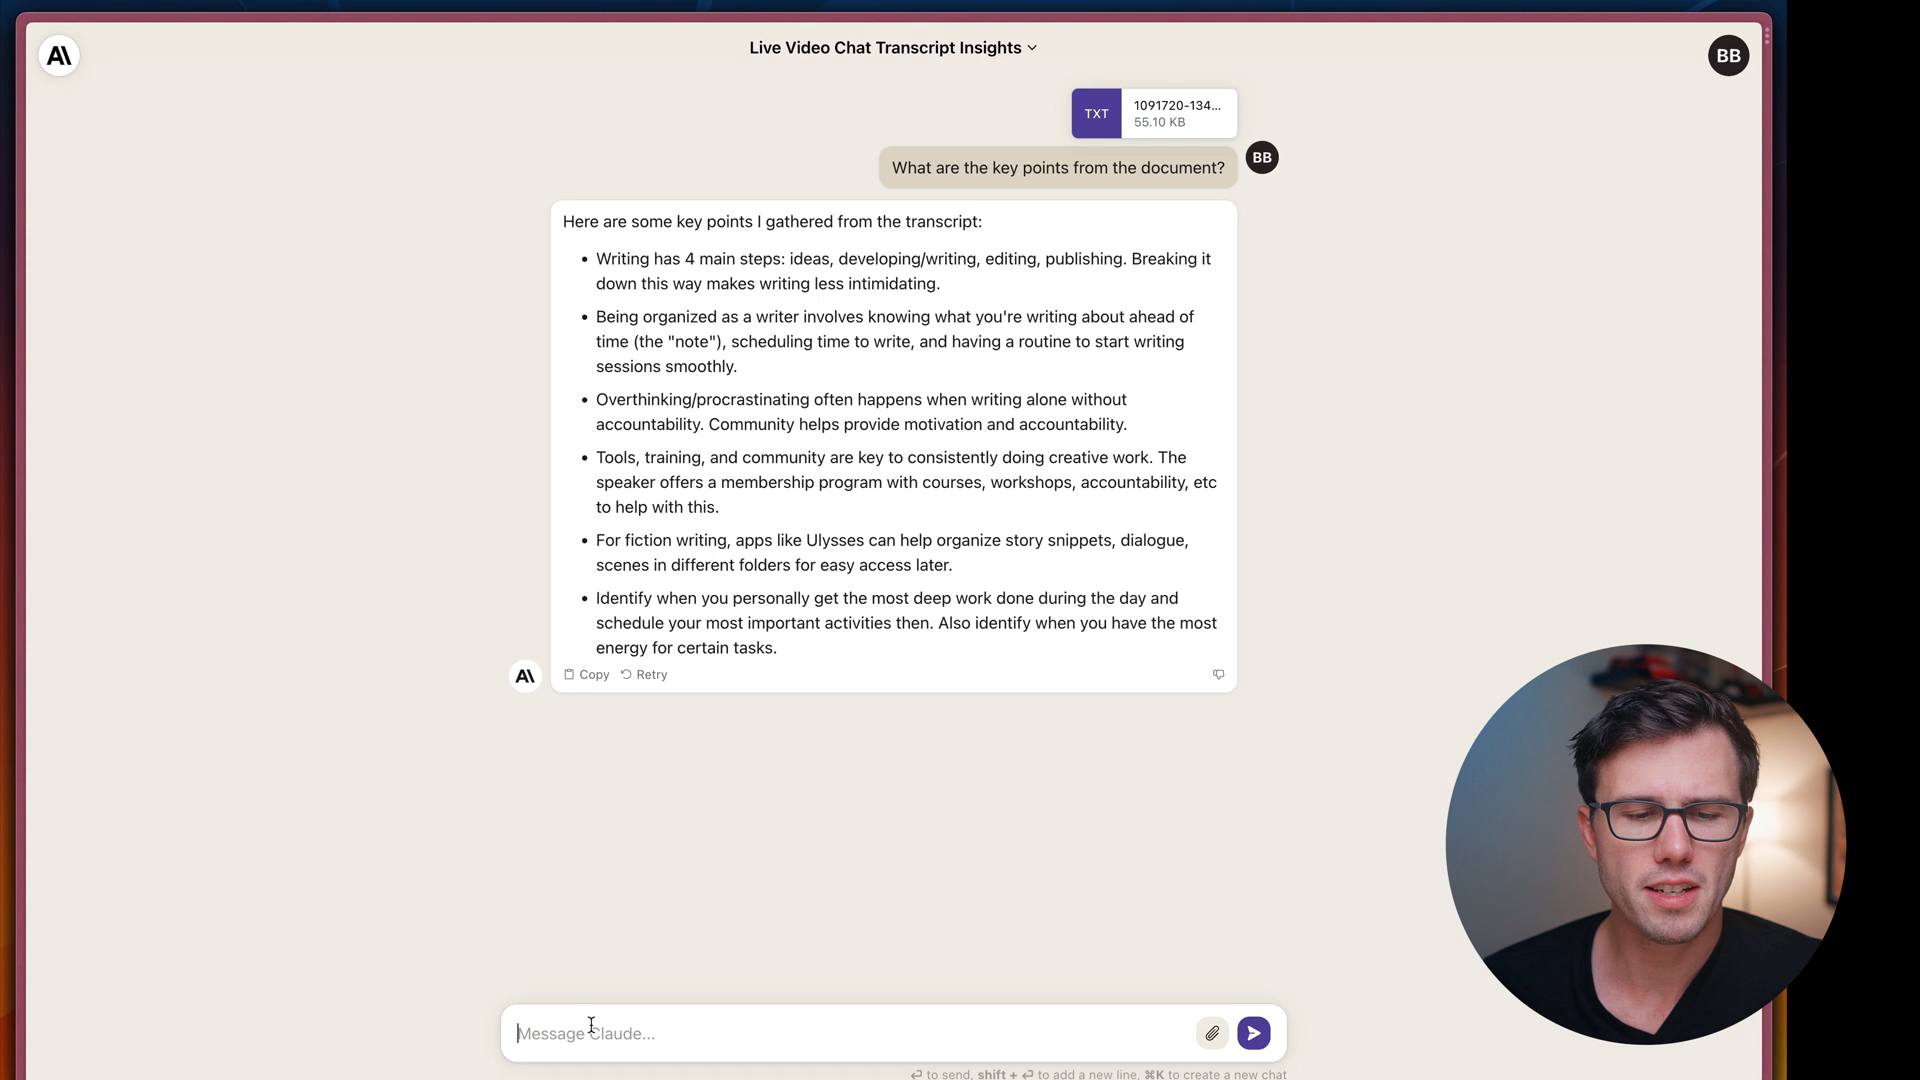 A\
Live Video Chat Transcript Insights
BB
TXT
1091720-134...
55.10 KB
What are the key points from the document?
BB
Here are some key points I gathered from the transcript:
• Writing has 4 main steps: ideas, developing/writing, editing, publishing. Breaking it
down this way makes writing less intimidating.
• Being organized as a writer involves knowing what you're writing about ahead of
time (the "note"), scheduling time to write, and having a routine to start writing
sessions smoothly.
• Overthinking/procrastinating often happens when writing alone without
accountability. Community helps provide motivation and accountability.
• Tools, training, and community are key to consistently doing creative work. The
speaker offers a membership program with courses, workshops, accountability, etc
to help with this.
• For fiction writing, apps like Ulysses can help organize story snippets, dialogue,
scenes in different folders for easy access later.
• Identify when you personally get the most deep work done during the day and
schedule your most important activities then. Also identify when you have the most
energy for certain tasks.
A\
Copy Retry
Message Claude...
⏎ to send, shift + ⏎ to add a new line, ⌘K to create a new chat